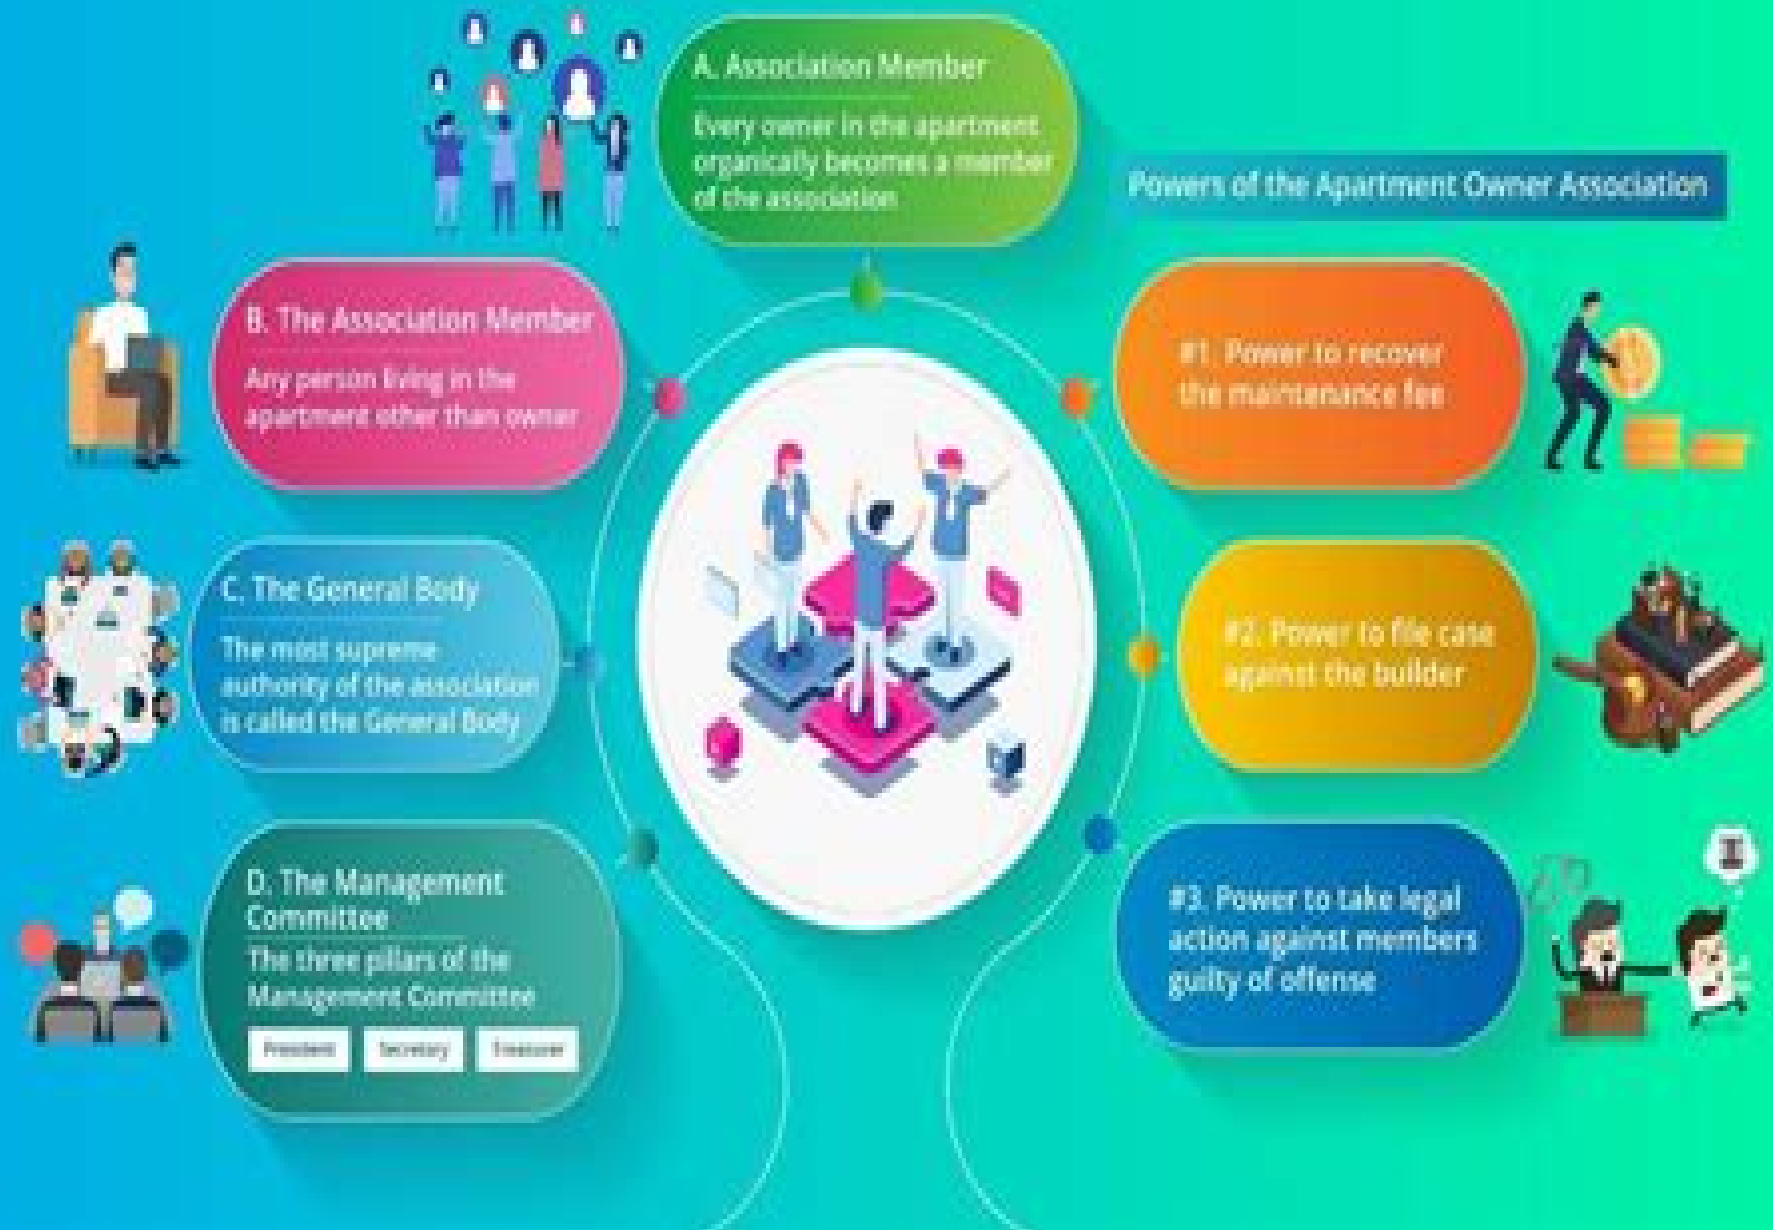 A. Association Member
Every owner in the apartment
organically becomes a member
of the association
Powers of the Apartment Owner Association
B. The Association Member
Any person living in the
apartment other than owner
#1. Power to recover
the maintenance fee
C. The General Body
The most supreme
authority of the association
is called the General Body
#2. Power to file case
against the builder
D. The Management
Committee
The three pillars of the
Management Committee
President
Secretary
Treasurer
#3. Power to take legal
action against members
guilty of offense